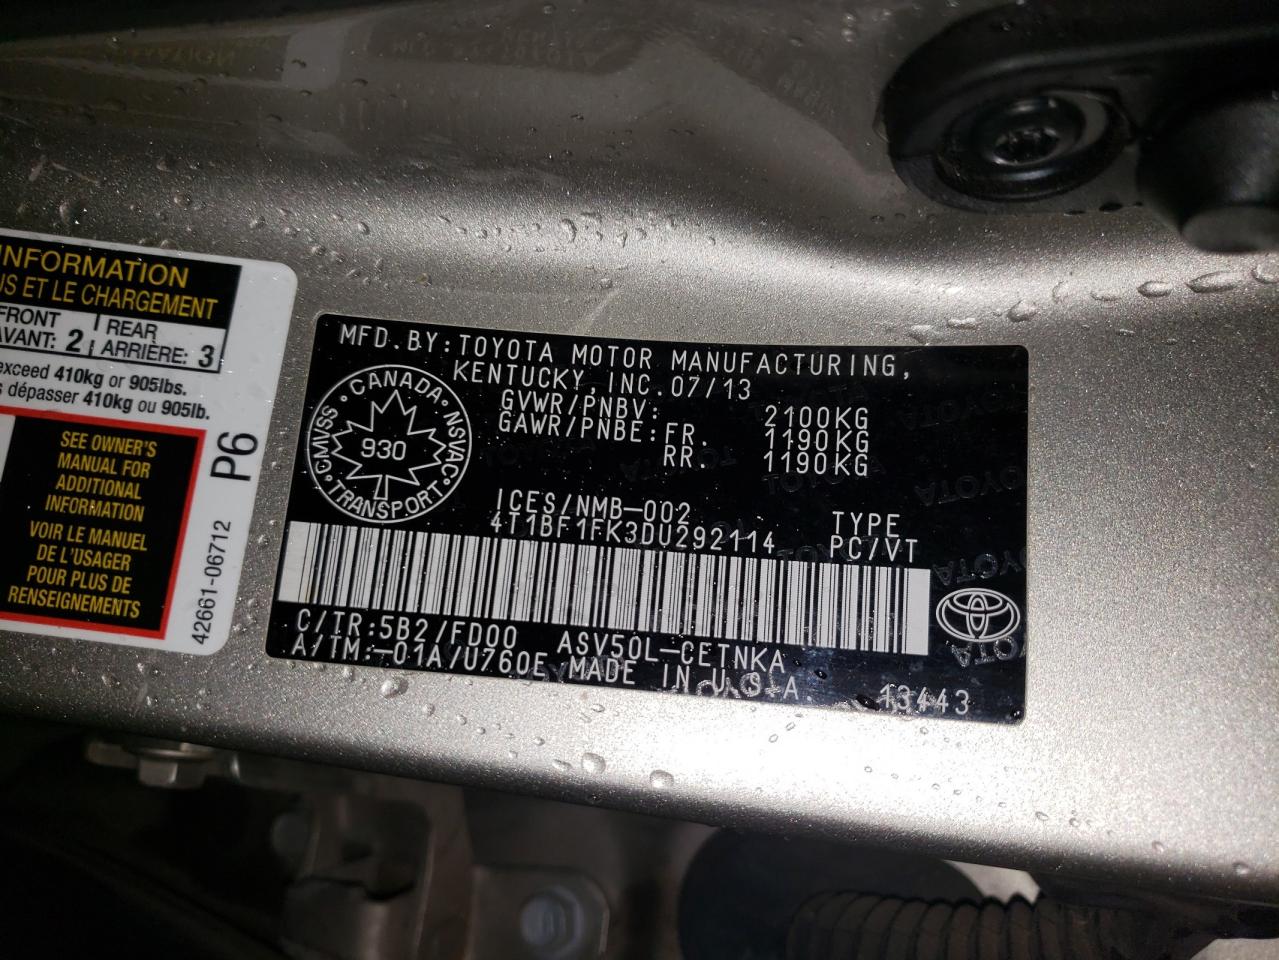 INFORMATION
US ET LE CHARGEMENT
FRONT
AVANT: 2
REAR
ARRIÈRE: 3
exceed 410kg or 905lbs.
s dépasser 410kg ou 905lb.
SEE OWNER'S
MANUAL FOR
ADDITIONAL
INFORMATION
VOIR LE MANUEL
DE L'USAGER
POUR PLUS DE
RENSEIGNEMENTS
P6
42661-06712
MFD.BY:TOYOTA MOTOR MANUFACTURING,
KENTUCKY,INC.07/13
GVWR/PNBV: 2100KG
GAWR/PNBE:FR. 1190KG
RR. 1190KG
CANADA
CMVSS
NSVAC
930
TRANSPORT
ICES/NMB-002
4T1BF1FK3DU292114
TYPE
PC/VT
C/TR:5B2/FD00 ASV50L-CETNKA
A/TM:-01A/U760E MADE IN U.S.A.
13443
TOYOTA